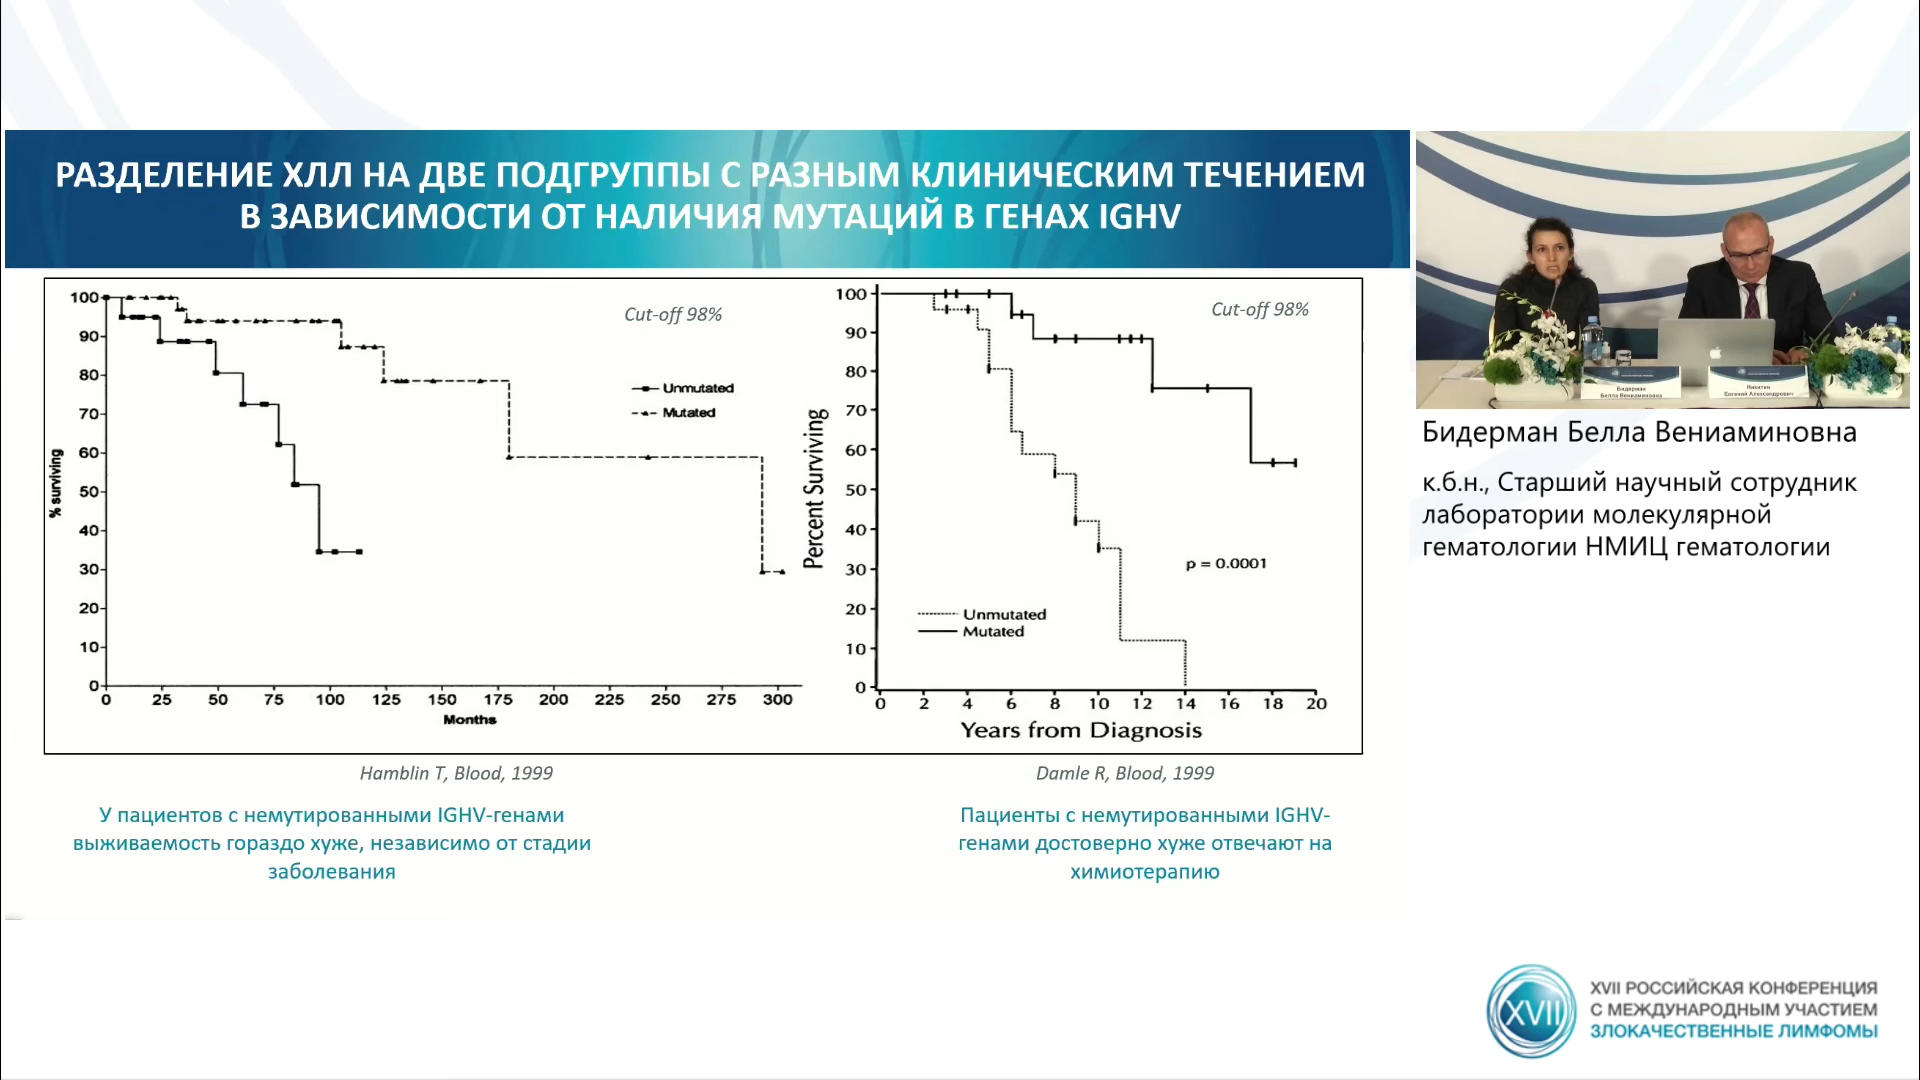 РАЗДЕЛЕНИЕ ХЛЛ НА ДВЕ ПОДГРУППЫ С РАЗНЫМ КЛИНИЧЕСКИМ ТЕЧЕНИЕМ
В ЗАВИСИМОСТИ ОТ НАЛИЧИЯ МУТАЦИЙ В ГЕНАХ IGHV
100
90
80
70
60
50
40
30
20
10
0
% surviving
Cut-off 98%
Unmutated
Mutated
0 25 50 75 100 125 150 175 200 225 250 275 300
Months
100
90
80
70
60
50
40
30
20
10
0
Percent Surviving
Cut-off 98%
p = 0.0001
Unmutated
Mutated
0 2 4 6 8 10 12 14 16 18 20
Years from Diagnosis
Hamblin T, Blood, 1999
Damle R, Blood, 1999
У пациентов с немутированными IGHV-генами
выживаемость гораздо хуже, независимо от стадии
заболевания
Пациенты с немутированными IGHV-
генами достоверно хуже отвечают на
химиотерапию
Бидерман
Белла Вениаминовна
Никитин
Евгений Александрович
Бидерман Белла Вениаминовна
к.б.н., Старший научный сотрудник
лаборатории молекулярной
гематологии НМИЦ гематологии
XVII
XVII РОССИЙСКАЯ КОНФЕРЕНЦИЯ
С МЕЖДУНАРОДНЫМ УЧАСТИЕМ
ЗЛОКАЧЕСТВЕННЫЕ ЛИМФОМЫ